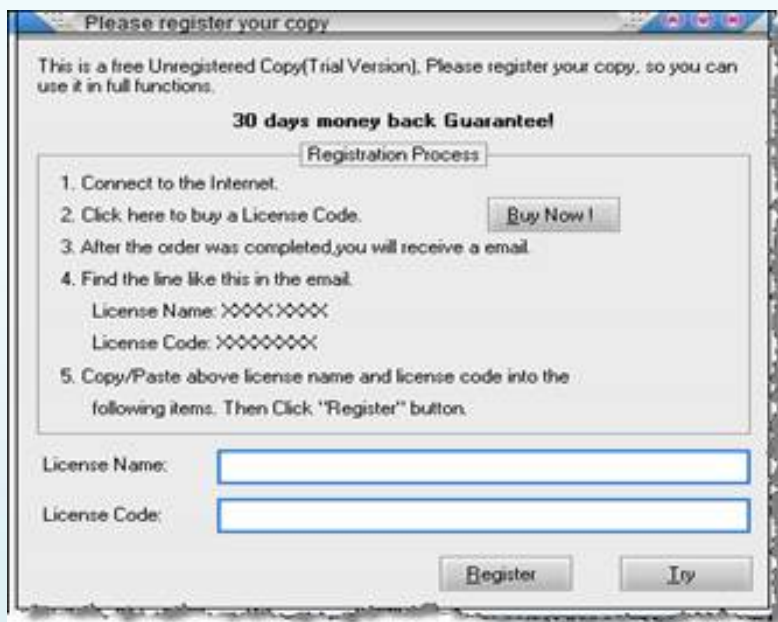 Please register your copy
This is a free Unregistered Copy(Trial Version), Please register your copy, so you can
use it in full functions.
30 days money back Guarantee!
Registration Process
1. Connect to the Internet.
2. Click here to buy a License Code.
Buy Now !
3. After the order was completed,you will receive a email.
4. Find the line like this in the email.
License Name: XXXX XXXX
License Code: XXXXXXXX
5. Copy/Paste above license name and license code into the
following items. Then Click "Register" button.
License Name:
License Code:
Register
Try